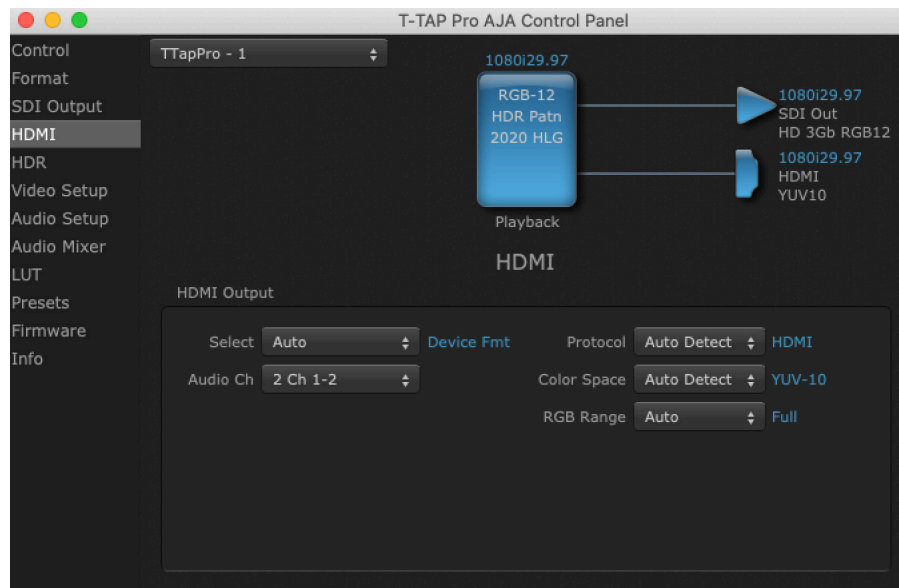 T-TAP Pro AJA Control Panel
Control
Format
SDI Output
HDMI
HDR
Video Setup
Audio Setup
Audio Mixer
LUT
Presets
Firmware
Info
TTapPro - 1
1080i29.97
RGB-12
HDR Patn
2020 HLG
Playback
1080i29.97
SDI Out
HD 3Gb RGB12
1080i29.97
HDMI
YUV10
HDMI
HDMI Output
Select Auto Device Fmt Protocol Auto Detect HDMI
Audio Ch 2 Ch 1-2 Color Space Auto Detect YUV-10
RGB Range Auto Full